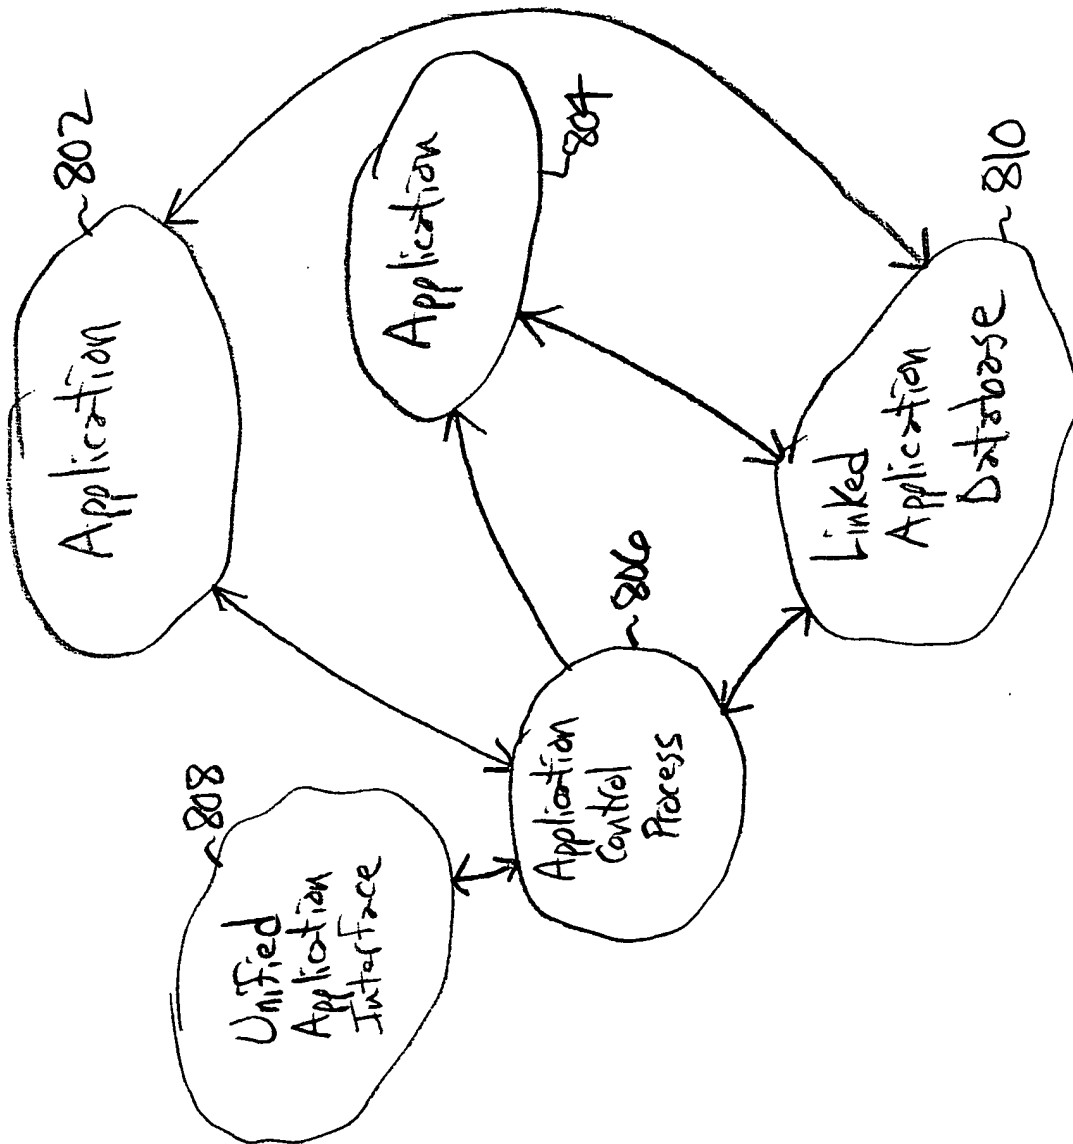 Unified
Application
Interface
~808
Application
Control
Process
~806
Application
~802
Application
~804
Linked
Application
Database
~810